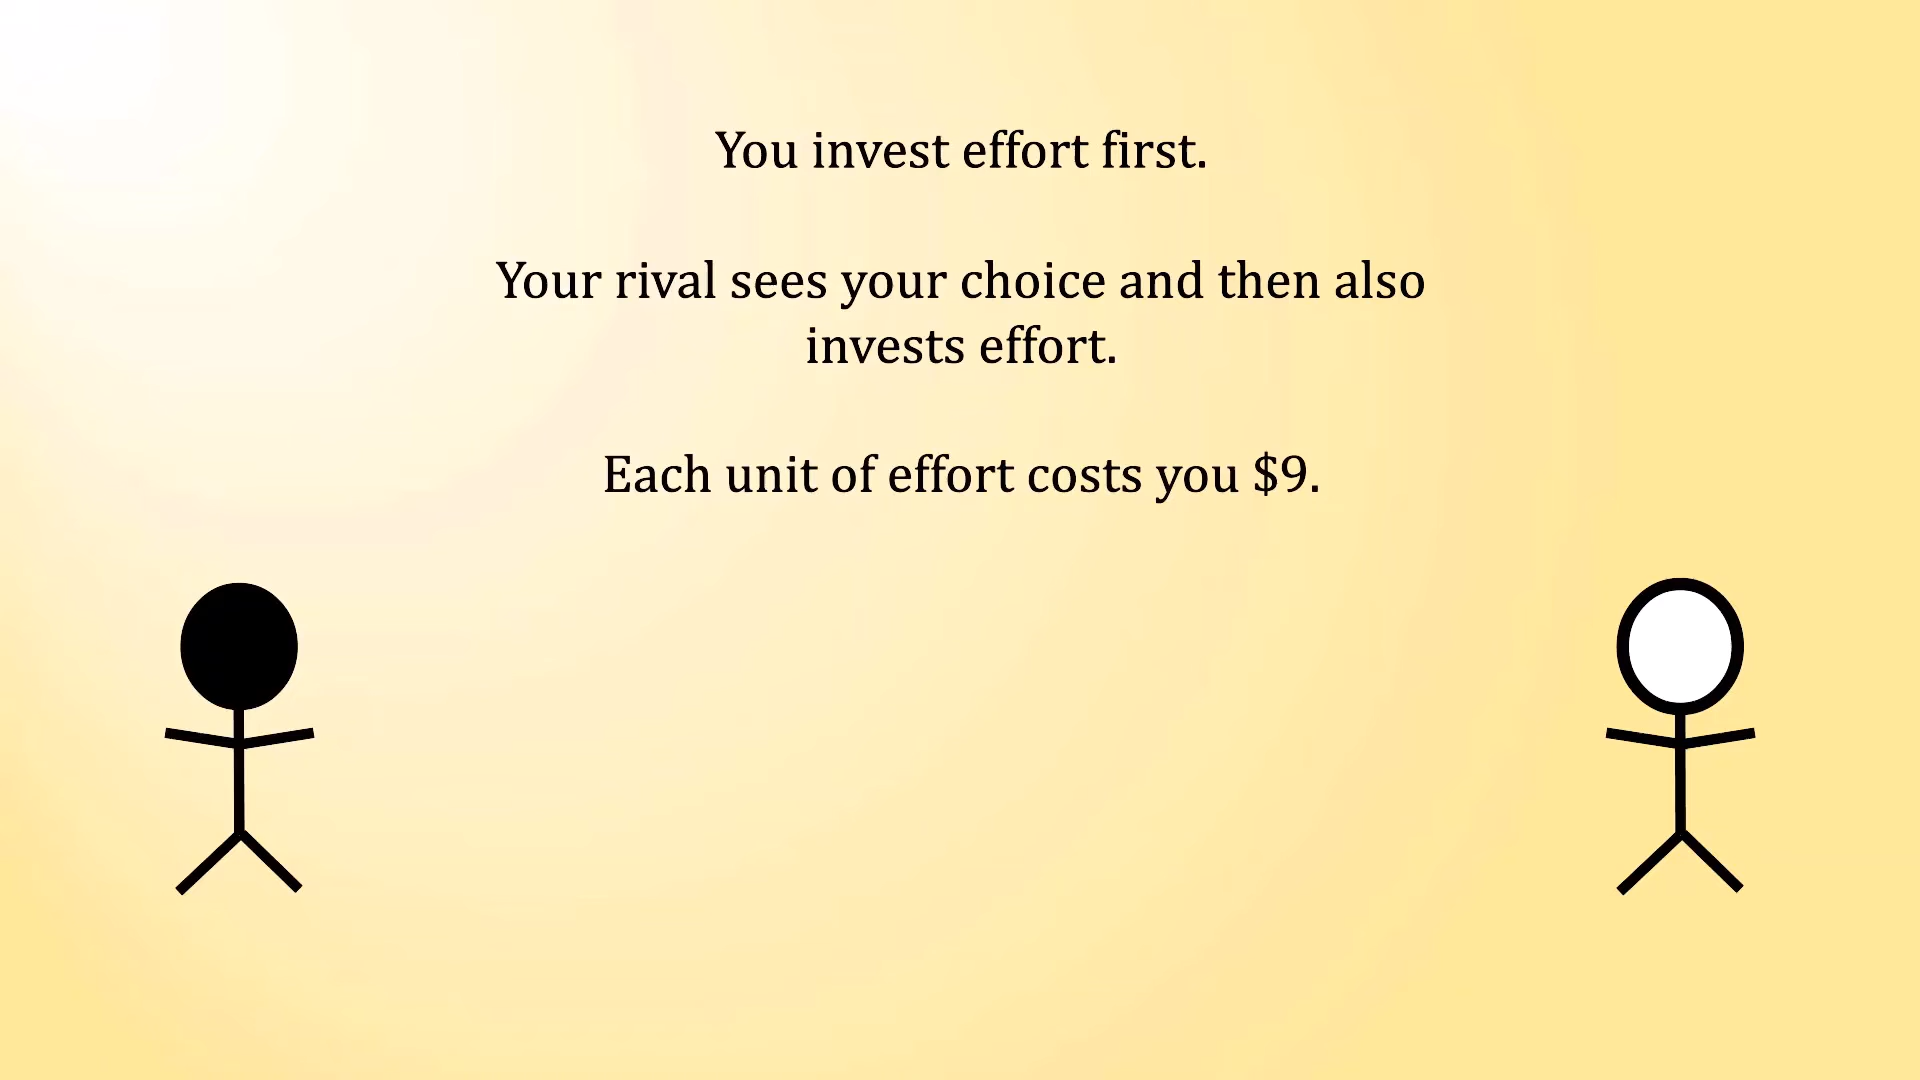 You invest effort first.
Your rival sees your choice and then also
invests effort.
Each unit of effort costs you $9.